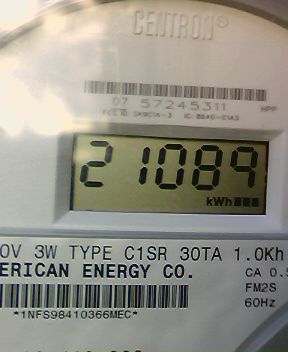 CENTRON®
07 57245311 HPP
21089
kWh
0V 3W TYPE C1SR 30TA 1.0Kh
ERICAN ENERGY CO.
CA 0.5
FM2S
60Hz
*1NFS98410366MEC*